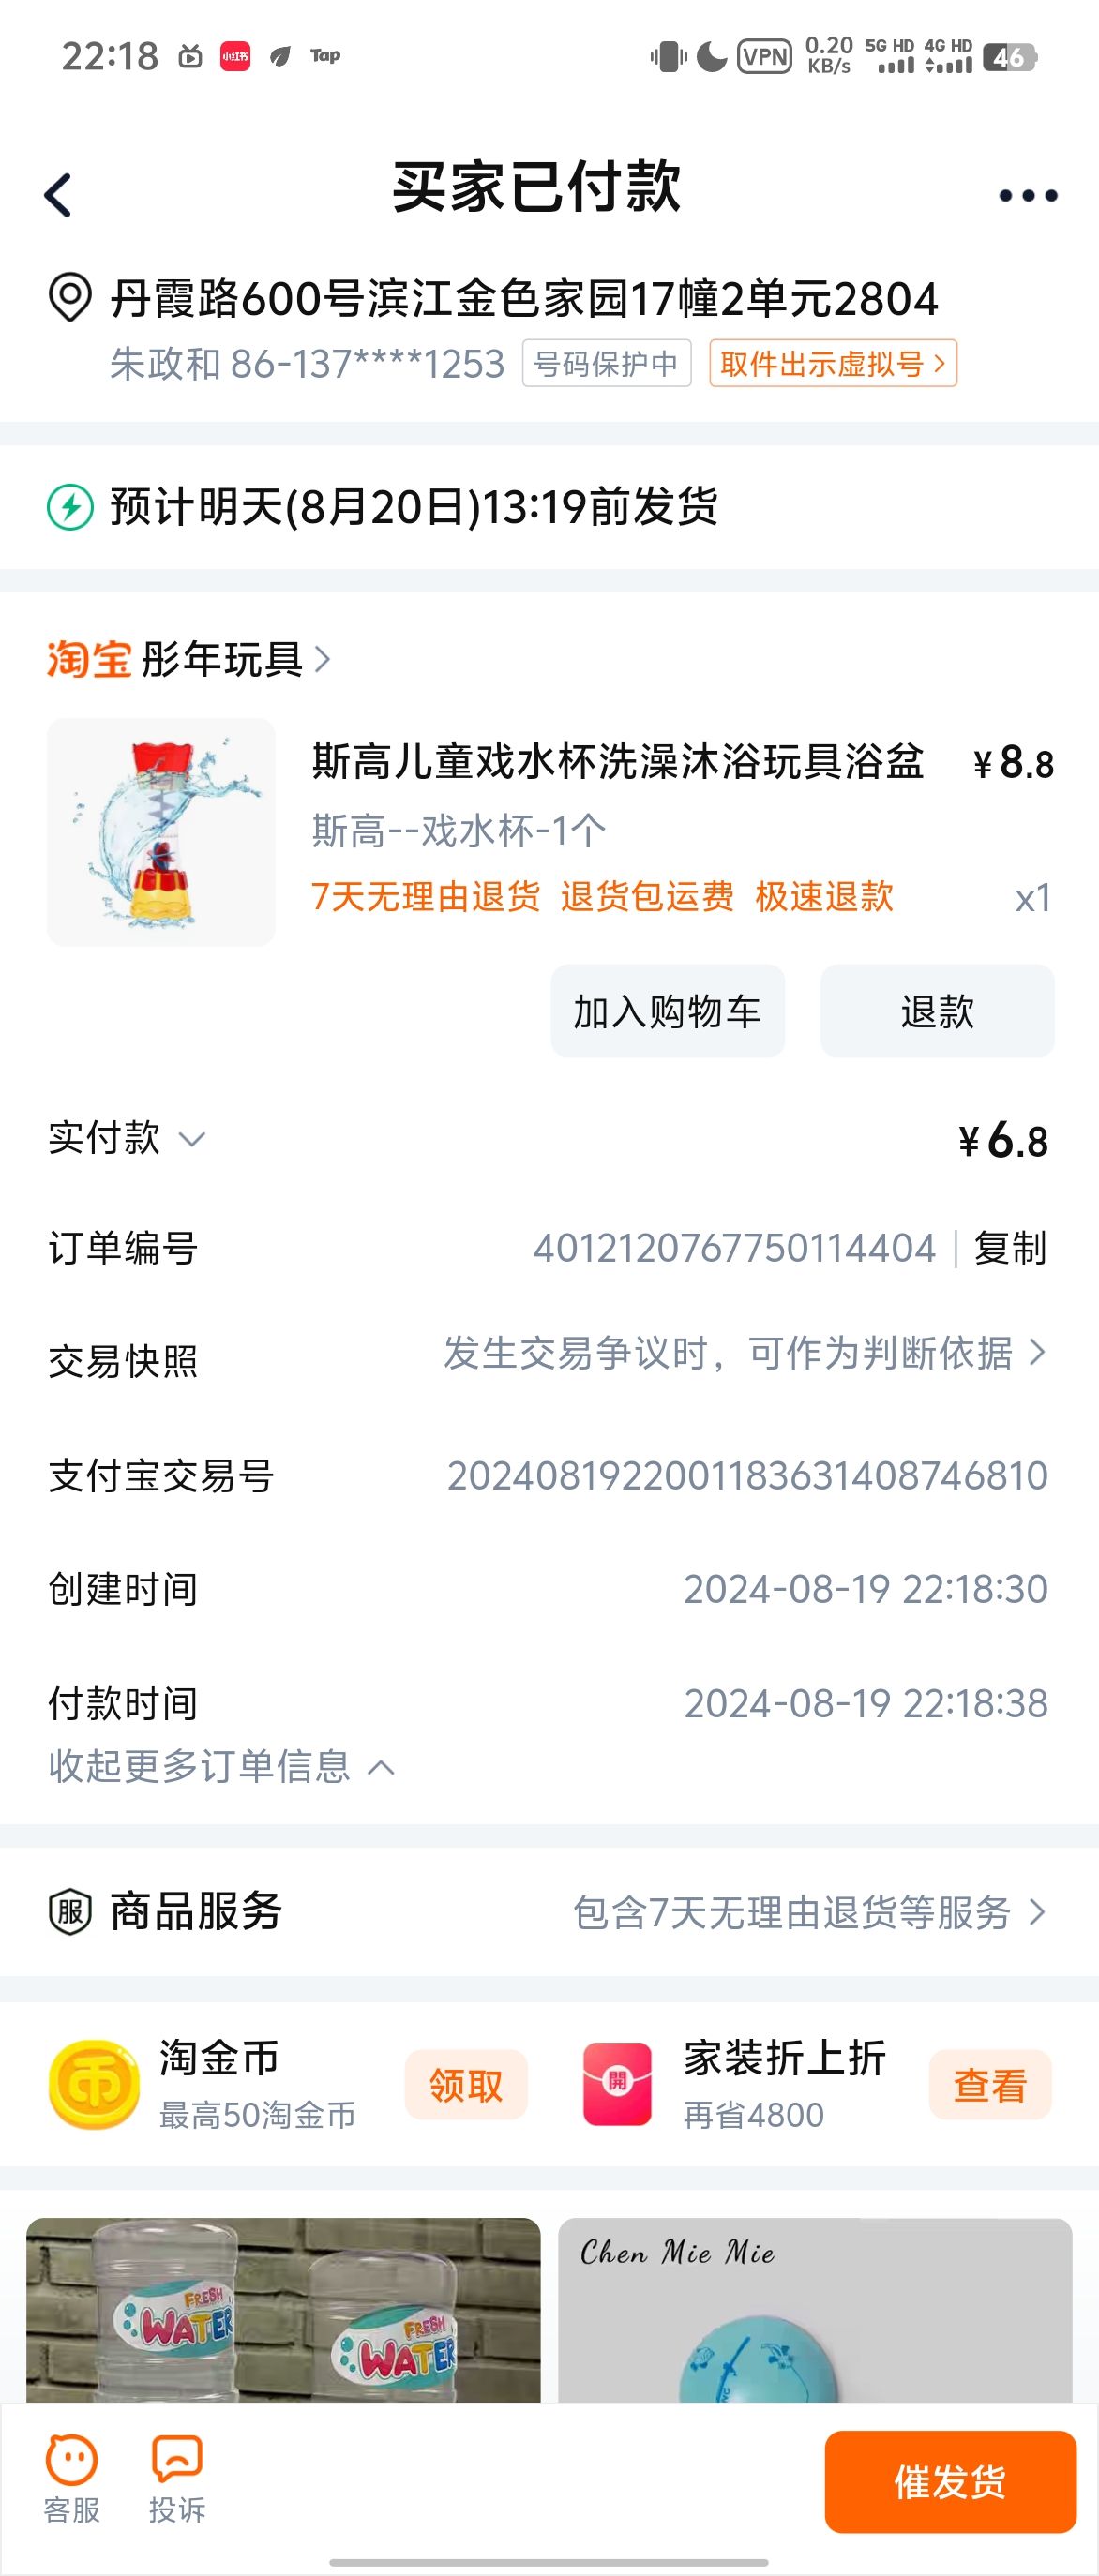 22:18 小红书 Tap VPN 0.20 KB/s 5G HD 4G HD 46
买家已付款
丹霞路600号滨江金色家园17幢2单元2804
朱政和 86-137****1253 号码保护中 取件出示虚拟号
预计明天(8月20日)13:19前发货
淘宝 彤年玩具
斯高儿童戏水杯洗澡沐浴玩具浴盆 ¥8.8
斯高--戏水杯-1个
7天无理由退货 退货包运费 极速退款 x1
加入购物车 退款
实付款 ¥6.8
订单编号 4012120767750114404 复制
交易快照 发生交易争议时，可作为判断依据
支付宝交易号 2024081922001183631408746810
创建时间 2024-08-19 22:18:30
付款时间 2024-08-19 22:18:38
收起更多订单信息
服 商品服务 包含7天无理由退货等服务
币 淘金币 领取 開 家装折上折 查看
最高50淘金币 再省4800
Chen Mie Mie
FRESH WATER
FRESH WATER
客服 投诉 催发货